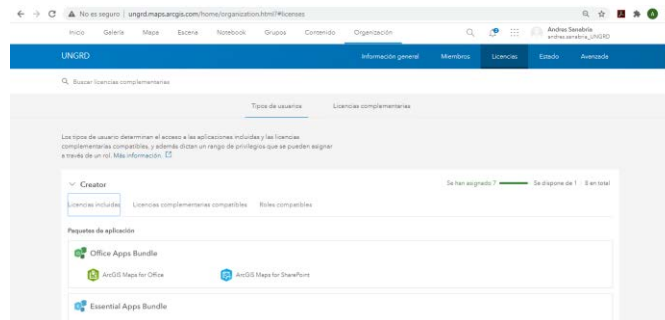 No es seguro | ungrd.maps.arcgis.com/home/organization.html?#licenses
Inicio Galería Mapa Escena Notebook Grupos Contenido Organización
Andres Sanabria
andres.sanabria_UNGRD
UNGRD Información general Miembros Licencias Estado Avanzada
Buscar licencias complementarias
Tipos de usuarios Licencias complementarias
Los tipos de usuario determinan el acceso a las aplicaciones incluidas y las licencias
complementarias compatibles, y además dictan un rango de privilegios que se pueden asignar
a través de un rol. Más información.
Creator Se han asignado 7 Se dispone de 1 8 en total
Licencias incluidas Licencias complementarias compatibles Roles compatibles
Paquetes de aplicación
Office Apps Bundle
ArcGIS Maps for Office ArcGIS Maps for SharePoint
Essential Apps Bundle